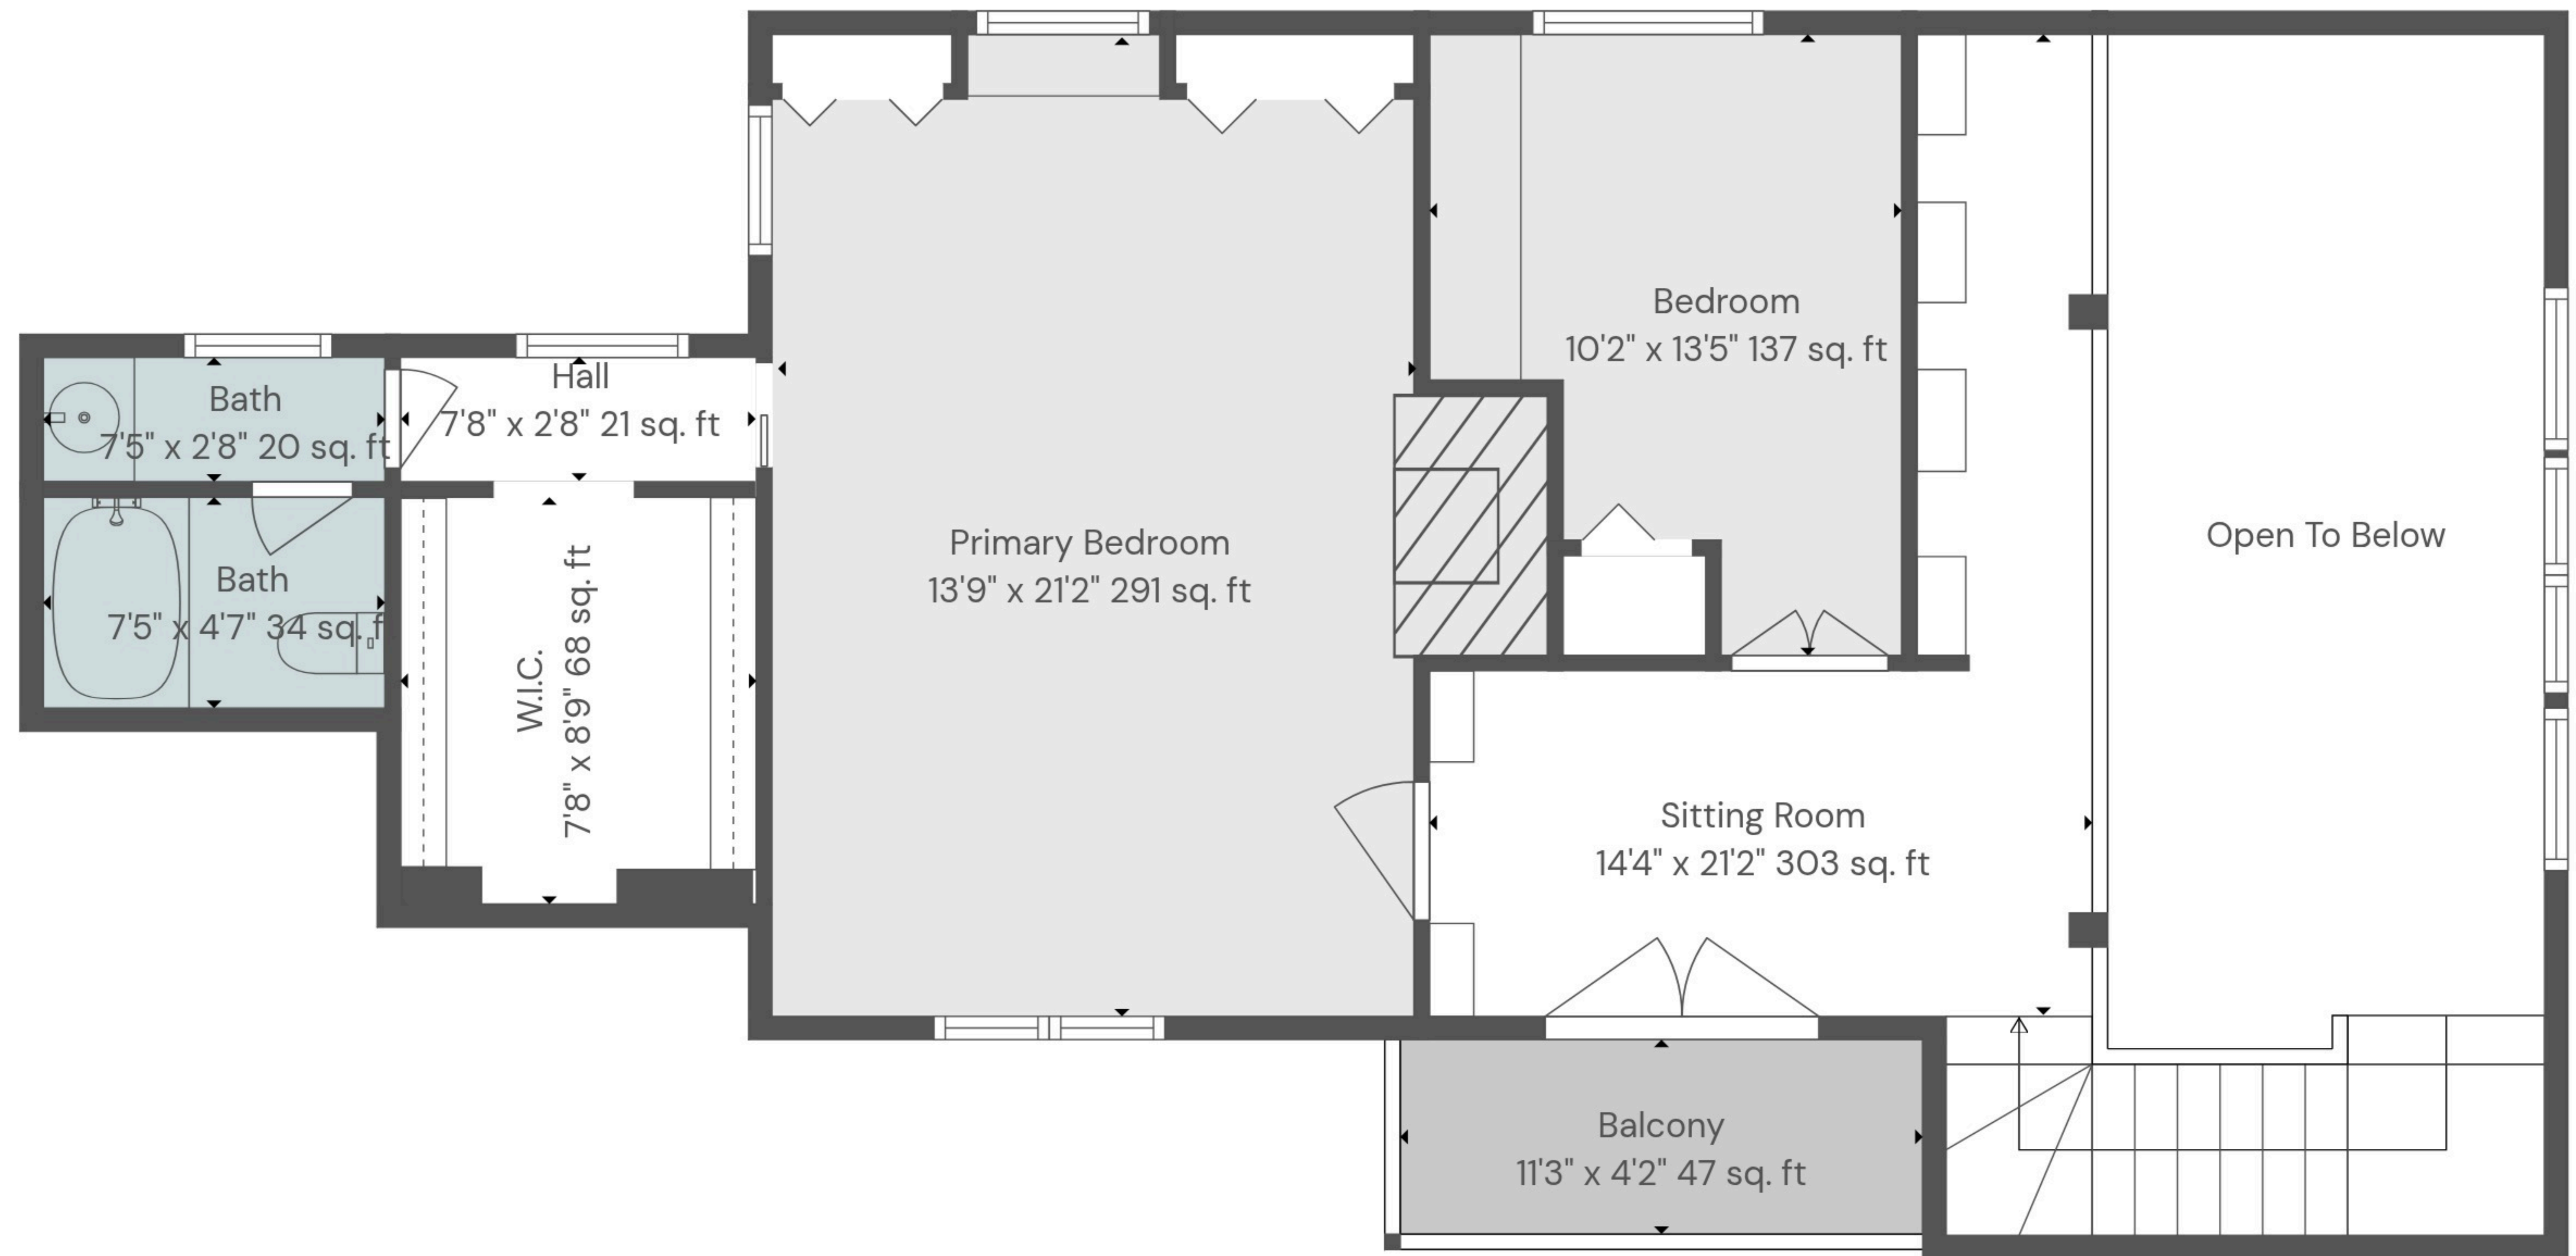 Bath
7'5" x 2'8" 20 sq. ft
Hall
7'8" x 2'8" 21 sq. ft
Bath
7'5" x 4'7" 34 sq. ft
W.I.C.
7'8" x 8'9" 68 sq. ft
Primary Bedroom
13'9" x 21'2" 291 sq. ft
Bedroom
10'2" x 13'5" 137 sq. ft
Open To Below
Sitting Room
14'4" x 21'2" 303 sq. ft
Balcony
11'3" x 4'2" 47 sq. ft